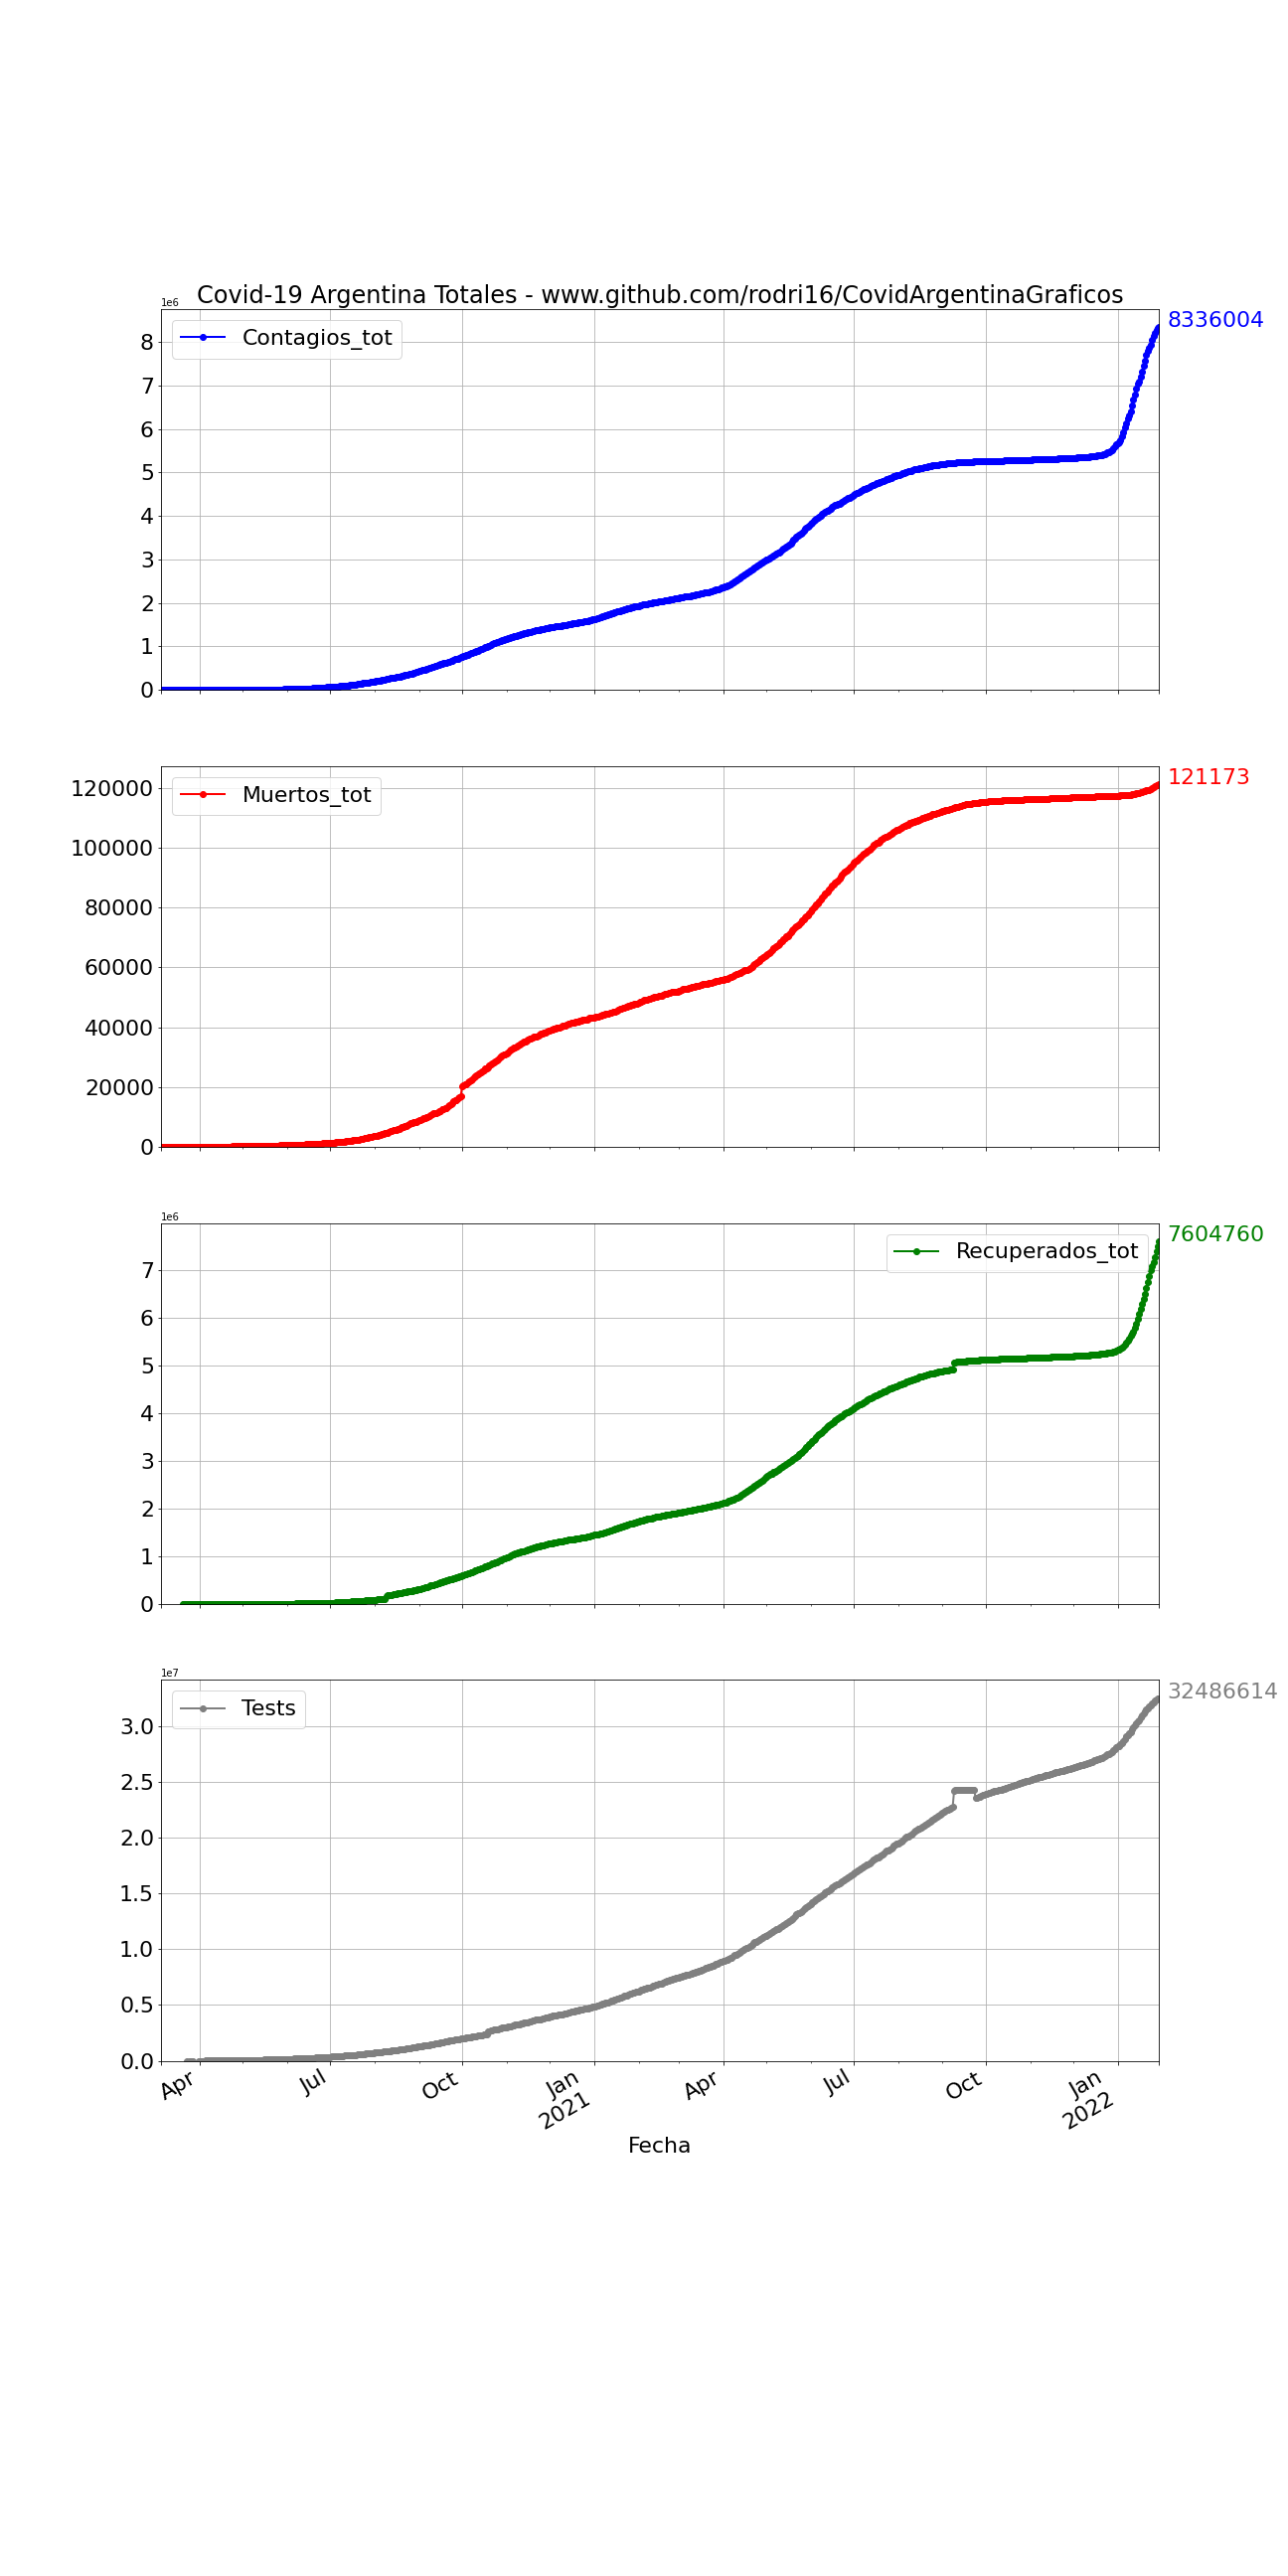 Covid-19 Argentina Totales - www.github.com/rodri16/CovidArgentinaGraficos
1e6
8336004
Contagios_tot
8
7
6
5
4
3
2
1
0
121173
Muertos_tot
120000
100000
80000
60000
40000
20000
0
1e6
7604760
Recuperados_tot
7
6
5
4
3
2
1
0
1e7
32486614
Tests
3.0
2.5
2.0
1.5
1.0
0.5
0.0
Apr
Jul
Oct
Jan
2021
Apr
Jul
Oct
Jan
2022
Fecha